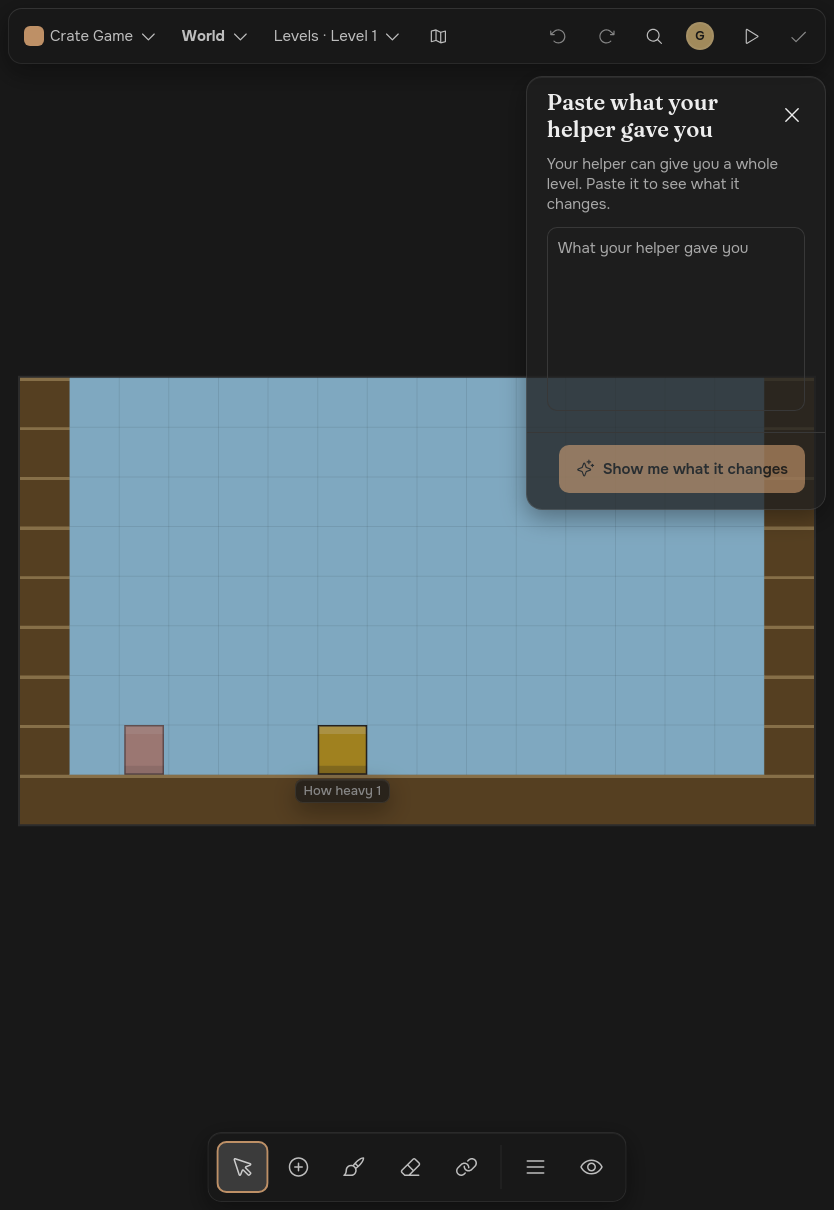 Crate Game
World
Levels · Level 1
G
Paste what your
helper gave you
Your helper can give you a whole
level. Paste it to see what it
changes.
What your helper gave you
Show me what it changes
How heavy 1